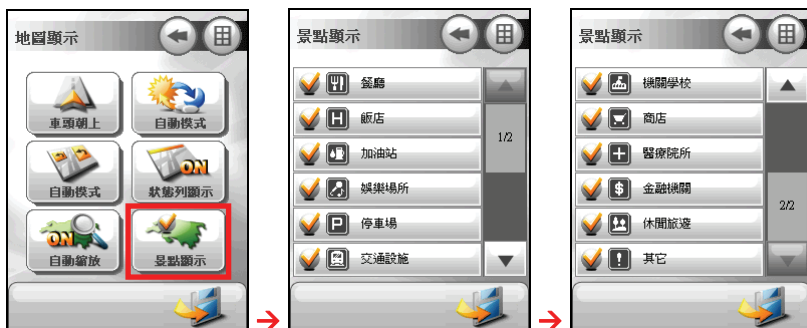 地圖顯示
車頭朝上
自動模式
自動模式
ON
狀態列顯示
ON
自動縮放
景點顯示
→
景點顯示
餐廳
H
飯店
1/2
加油站
娛樂場所
P
停車場
交通設施
→
景點顯示
機關學校
商店
醫療院所
$
金融機關
2/2
休閒旅遊
!
其它